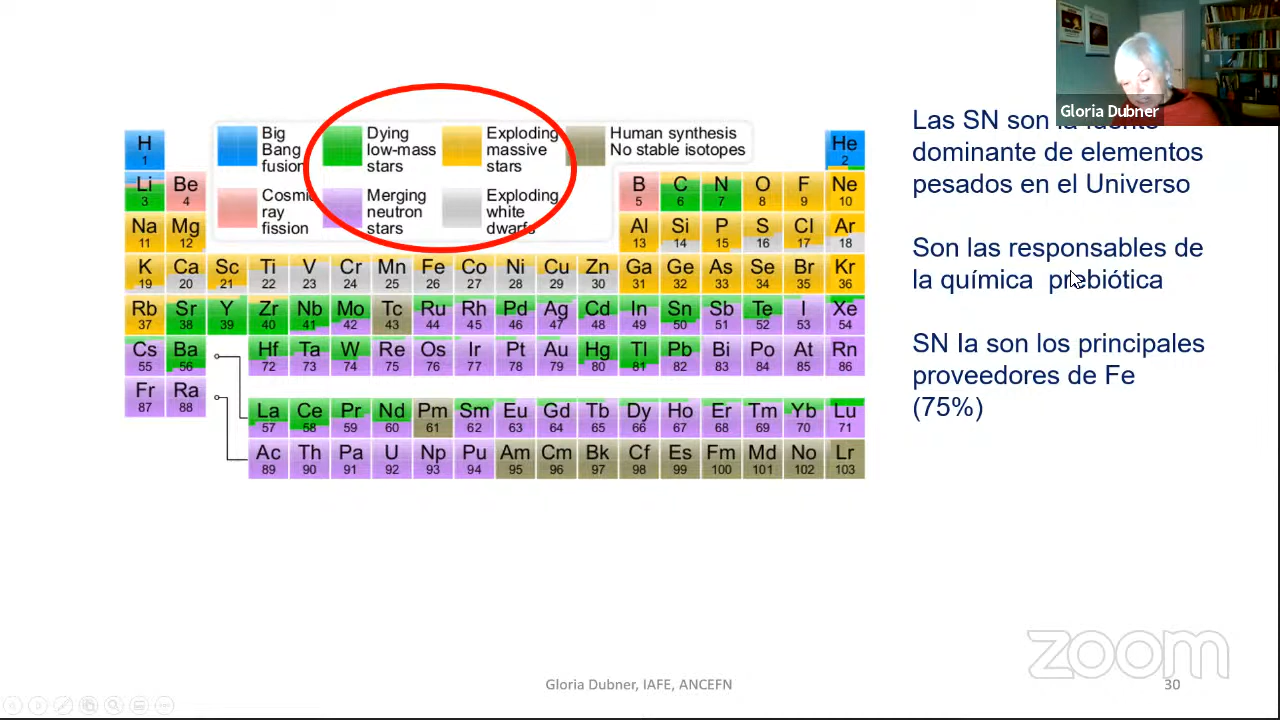 Gloria Dubner
Big
Bang
fusion
Dying
low-mass
stars
Exploding
massive
stars
Human synthesis
No stable isotopes
Cosmic
ray
fission
Merging
neutron
stars
Exploding
white
dwarfs
H
1
He
2
Li
3
Be
4
B
5
C
6
N
7
O
8
F
9
Ne
10
Na
11
Mg
12
Al
13
Si
14
P
15
S
16
Cl
17
Ar
18
K
19
Ca
20
Sc
21
Ti
22
V
23
Cr
24
Mn
25
Fe
26
Co
27
Ni
28
Cu
29
Zn
30
Ga
31
Ge
32
As
33
Se
34
Br
35
Kr
36
Rb
37
Sr
38
Y
39
Zr
40
Nb
41
Mo
42
Tc
43
Ru
44
Rh
45
Pd
46
Ag
47
Cd
48
In
49
Sn
50
Sb
51
Te
52
I
53
Xe
54
Cs
55
Ba
56
Hf
72
Ta
73
W
74
Re
75
Os
76
Ir
77
Pt
78
Au
79
Hg
80
Tl
81
Pb
82
Bi
83
Po
84
At
85
Rn
86
Fr
87
Ra
88
La
57
Ce
58
Pr
59
Nd
60
Pm
61
Sm
62
Eu
63
Gd
64
Tb
65
Dy
66
Ho
67
Er
68
Tm
69
Yb
70
Lu
71
Ac
89
Th
90
Pa
91
U
92
Np
93
Pu
94
Am
95
Cm
96
Bk
97
Cf
98
Es
99
Fm
100
Md
101
No
102
Lr
103
Las SN son la fuente
dominante de elementos
pesados en el Universo
Son las responsables de
la química prebiótica
SN Ia son los principales
proveedores de Fe
(75%)
zoom
Gloria Dubner, IAFE, ANCEFN
30